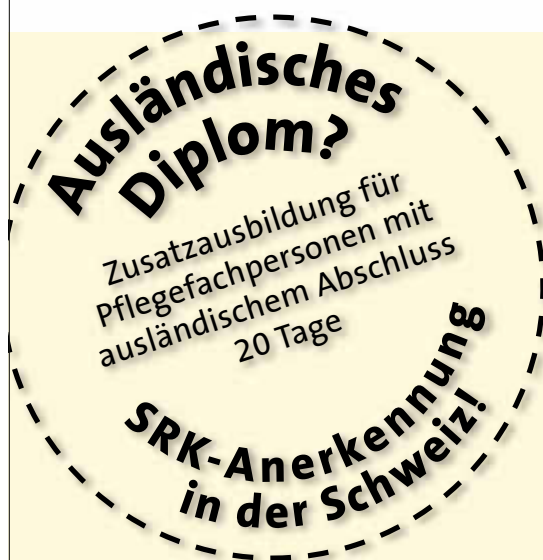 Ausländisches
Diplom?
Zusatzausbildung für
Pflegefachpersonen mit
ausländischem Abschluss
20 Tage
SRK-Anerkennung
in der Schweiz!